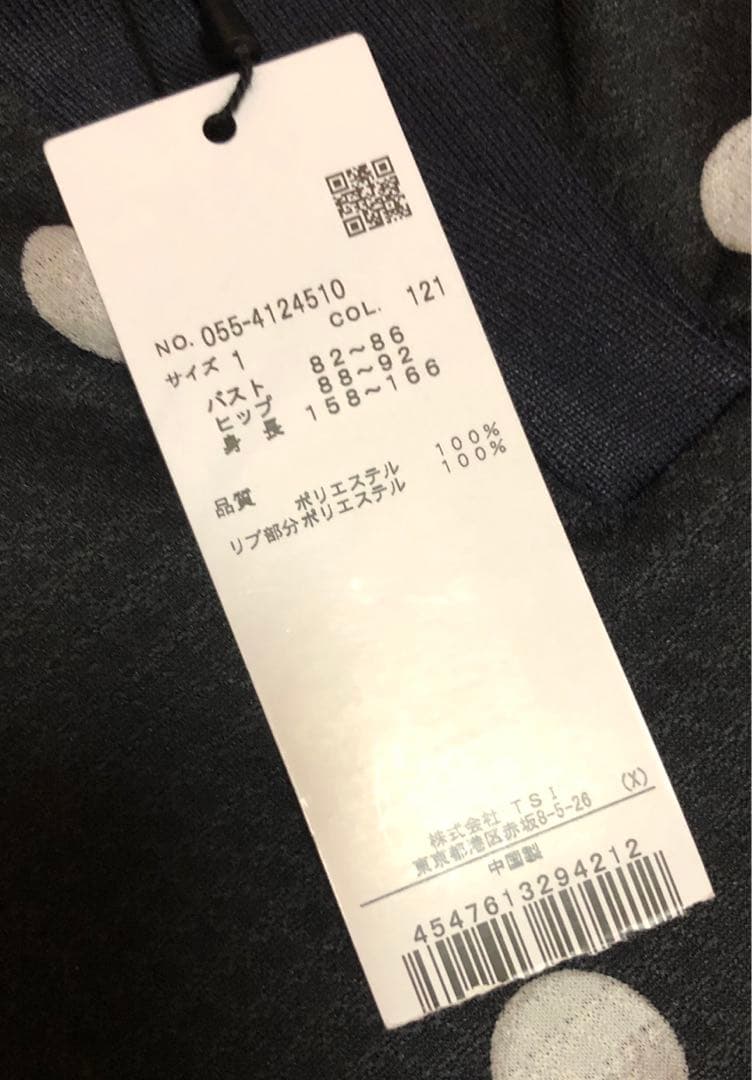 NO. 055-4124510
COL. 121
サイズ 1
バスト 82～86
ヒップ 88～92
身長 158～166
品質 ポリエステル 100%
リブ部分ポリエステル 100%
株式会社 TSI
東京都港区赤坂8-5-26 (X)
中国製
4547613294212